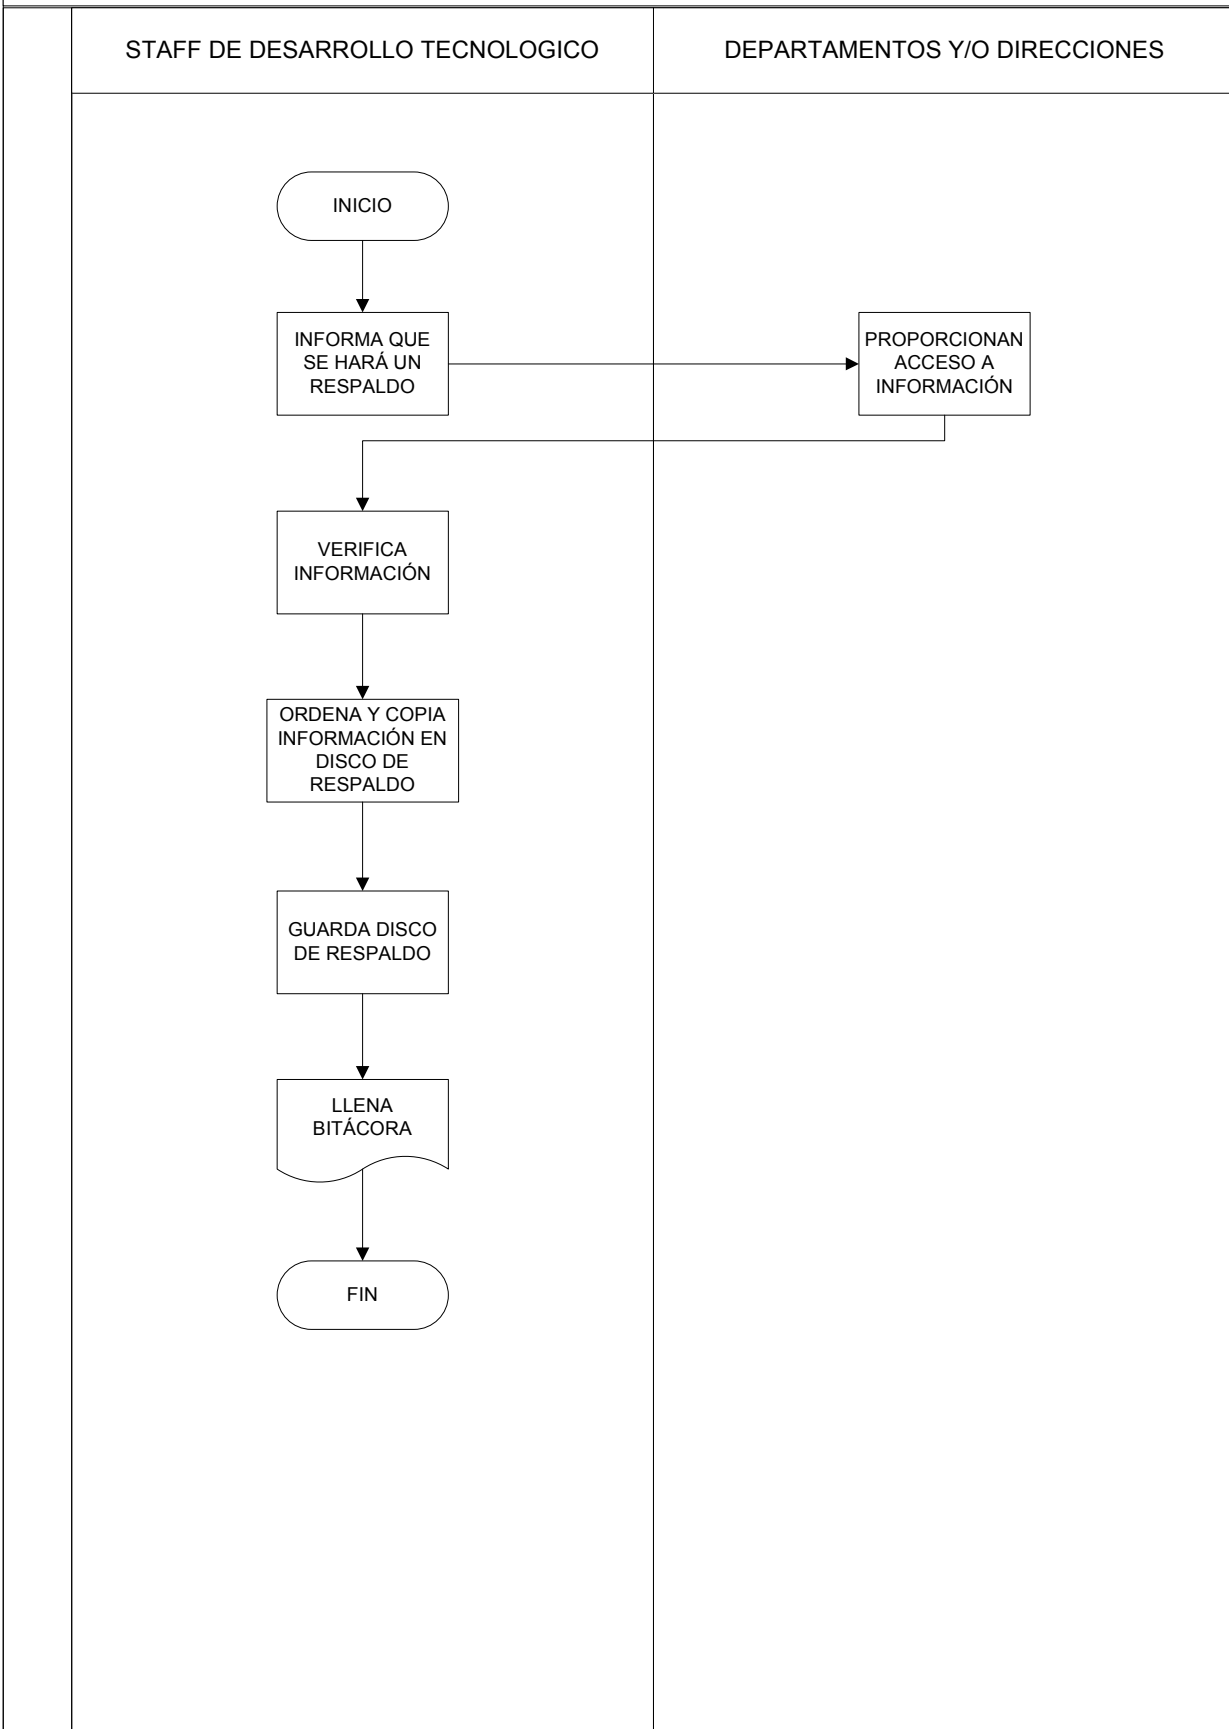 STAFF DE DESARROLLO TECNOLOGICO
DEPARTAMENTOS Y/O DIRECCIONES
INICIO
INFORMA QUE
SE HARÁ UN
RESPALDO
PROPORCIONAN
ACCESO A
INFORMACIÓN
VERIFICA
INFORMACIÓN
ORDENA Y COPIA
INFORMACIÓN EN
DISCO DE
RESPALDO
GUARDA DISCO
DE RESPALDO
LLENA
BITÁCORA
FIN